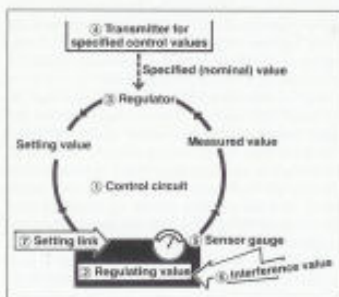 ④ Transmitter for
specified control values
Specified (nominal) value
③ Regulator
Setting value
Measured value
① Control circuit
⑦ Setting link
⑤ Sensor gauge
② Regulating value
⑥ Interference value